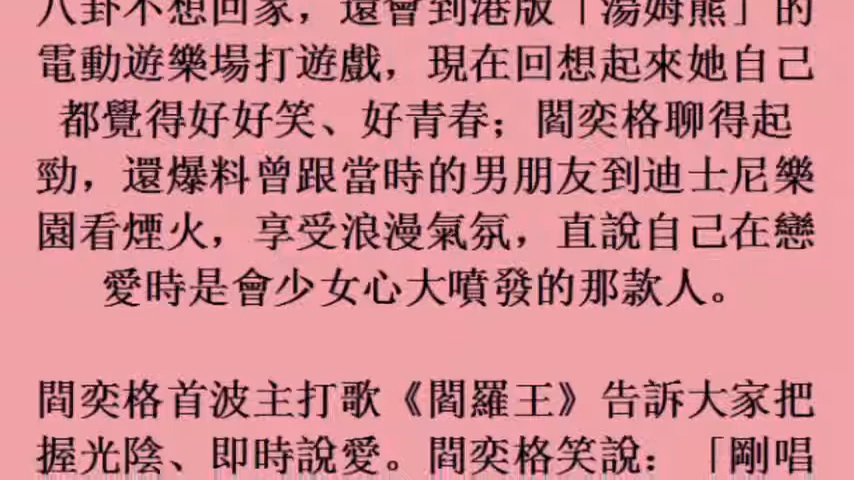 八卦不想回家，還會到港版「湯姆熊」的
電動遊樂場打遊戲，現在回想起來她自己
都覺得好好笑、好青春；閻奕格聊得起
勁，還爆料曾跟當時的男朋友到迪士尼樂
園看煙火，享受浪漫氣氛，直說自己在戀
愛時是會少女心大噴發的那款人。
閻奕格首波主打歌《閻羅王》告訴大家把
握光陰、即時說愛。閻奕格笑說：「剛唱